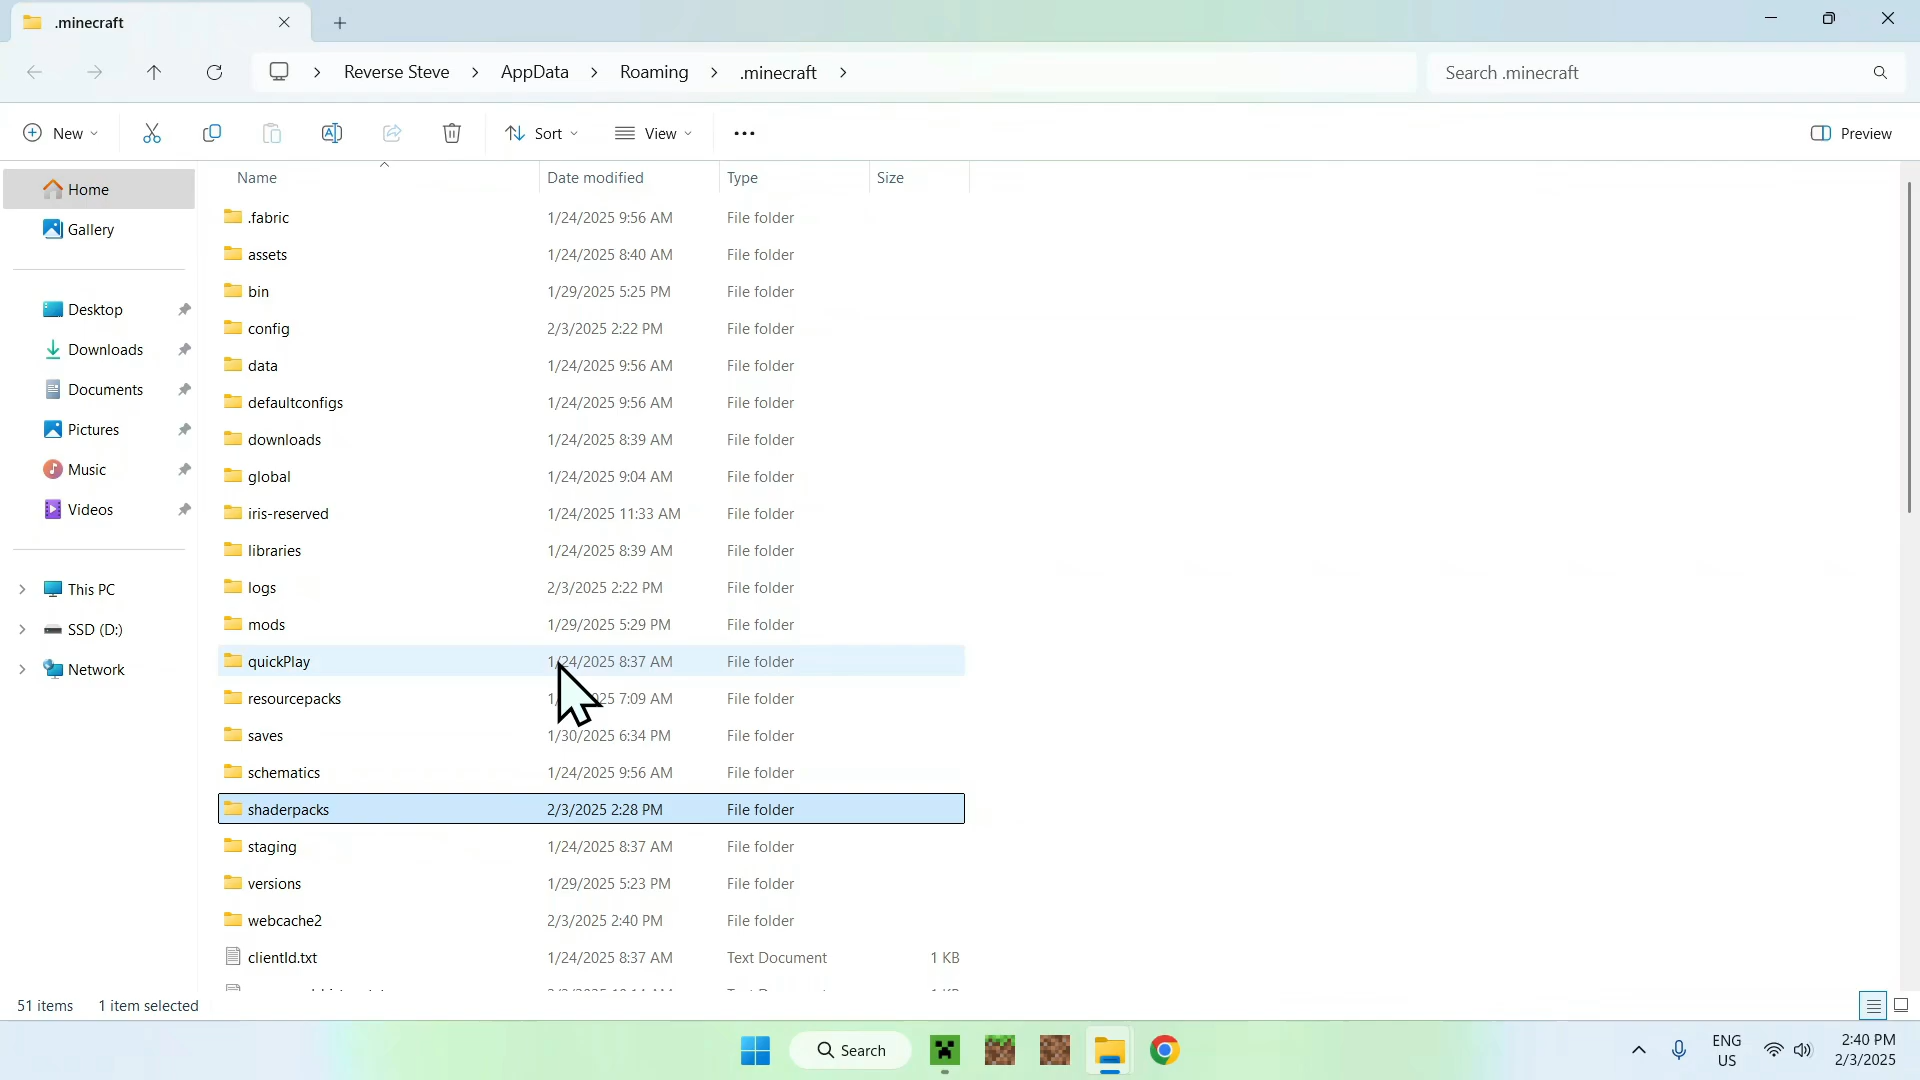 .minecraft
Reverse Steve > AppData > Roaming > .minecraft >
Search .minecraft
New
Sort
View
Preview
Name Date modified Type Size
Home
Gallery
Desktop
Downloads
Documents
Pictures
Music
Videos
This PC
SSD (D:)
Network
.fabric 1/24/2025 9:56 AM File folder
assets 1/24/2025 8:40 AM File folder
bin 1/29/2025 5:25 PM File folder
config 2/3/2025 2:22 PM File folder
data 1/24/2025 9:56 AM File folder
defaultconfigs 1/24/2025 9:56 AM File folder
downloads 1/24/2025 8:39 AM File folder
global 1/24/2025 9:04 AM File folder
iris-reserved 1/24/2025 11:33 AM File folder
libraries 1/24/2025 8:39 AM File folder
logs 2/3/2025 2:22 PM File folder
mods 1/29/2025 5:29 PM File folder
quickPlay 1/24/2025 8:37 AM File folder
resourcepacks 7:09 AM File folder
saves 1/30/2025 6:34 PM File folder
schematics 1/24/2025 9:56 AM File folder
shaderpacks 2/3/2025 2:28 PM File folder
staging 1/24/2025 8:37 AM File folder
versions 1/29/2025 5:23 PM File folder
webcache2 2/3/2025 2:40 PM File folder
clientId.txt 1/24/2025 8:37 AM Text Document 1 KB
51 items 1 item selected
Search
ENG
US
2:40 PM
2/3/2025